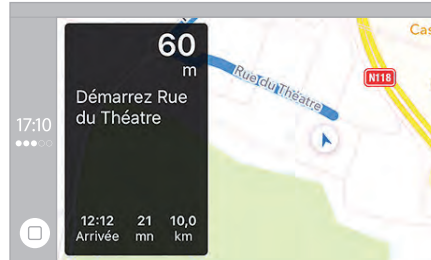 60
m
Démarrez Rue
du Théatre
17:10
12:12 21 10,0
Arrivée mn km
Rue du Théatre
N118
Cas